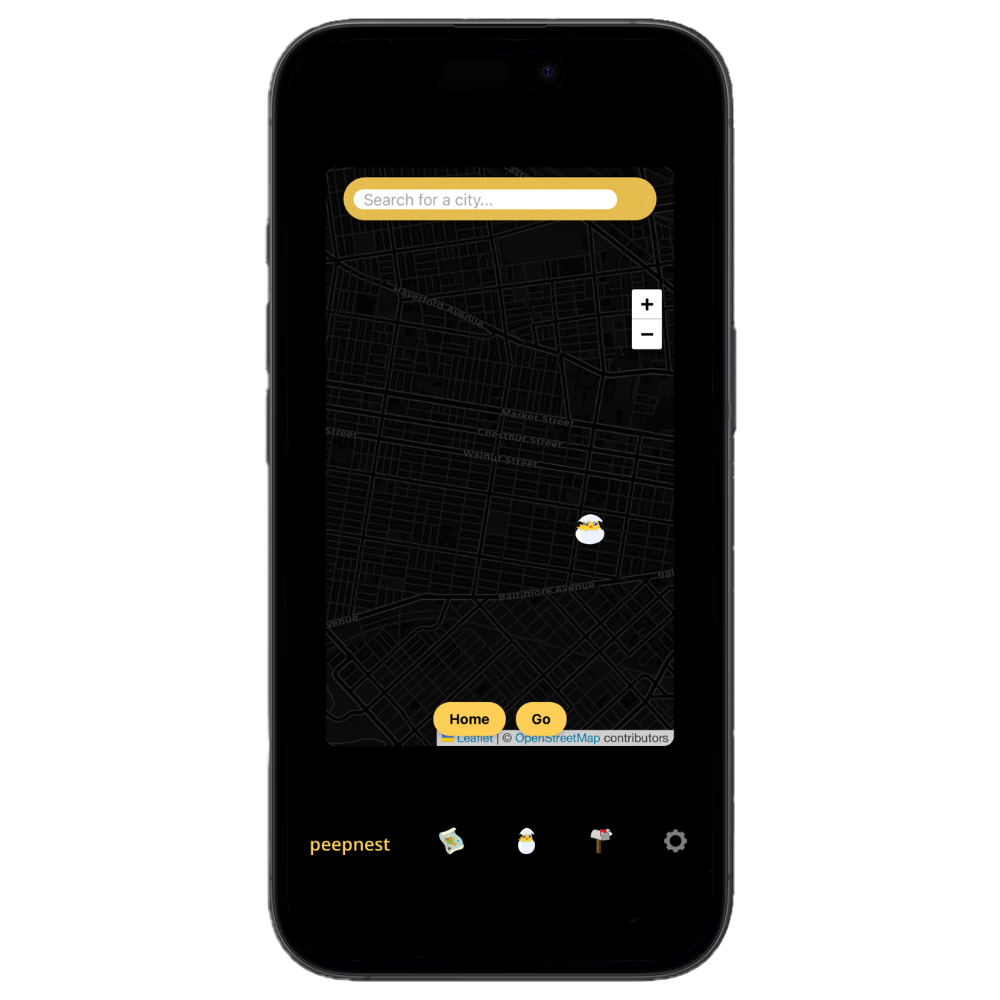 Search for a city...
Haverford Avenue
+
−
Market Street
Street
Chestnut Street
Walnut Street
Baltimore Avenue
Bal
venue
Home Go
Leaflet | © OpenStreetMap contributors
peepnest